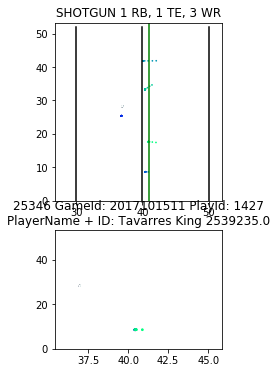 SHOTGUN 1 RB, 1 TE, 3 WR
50
40
30
20
10
0
30 40 50
25346 GameId: 2017101511 PlayId: 1427
PlayerName + ID: Tavarres King 2539235.0
40
20
0
37.5 40.0 42.5 45.0